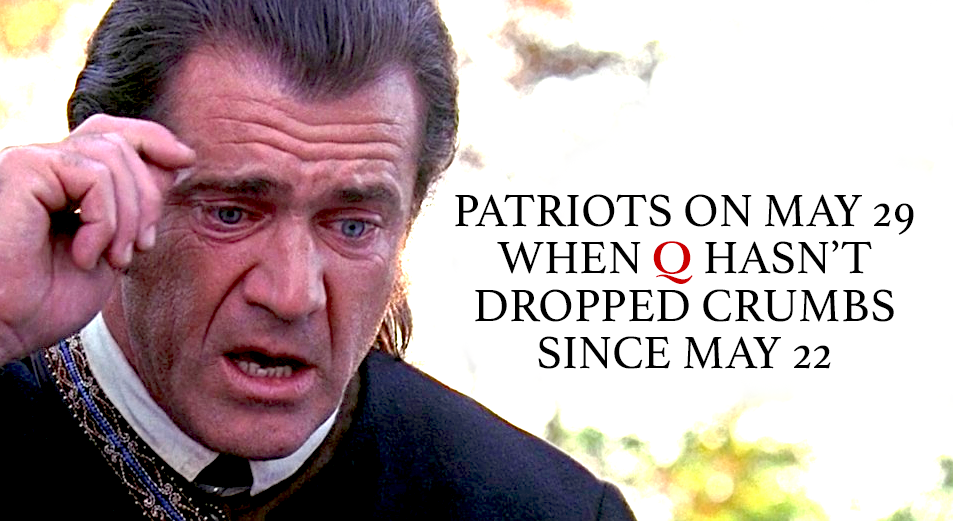 PATRIOTS ON MAY 29
WHEN Q HASN'T
DROPPED CRUMBS
SINCE MAY 22